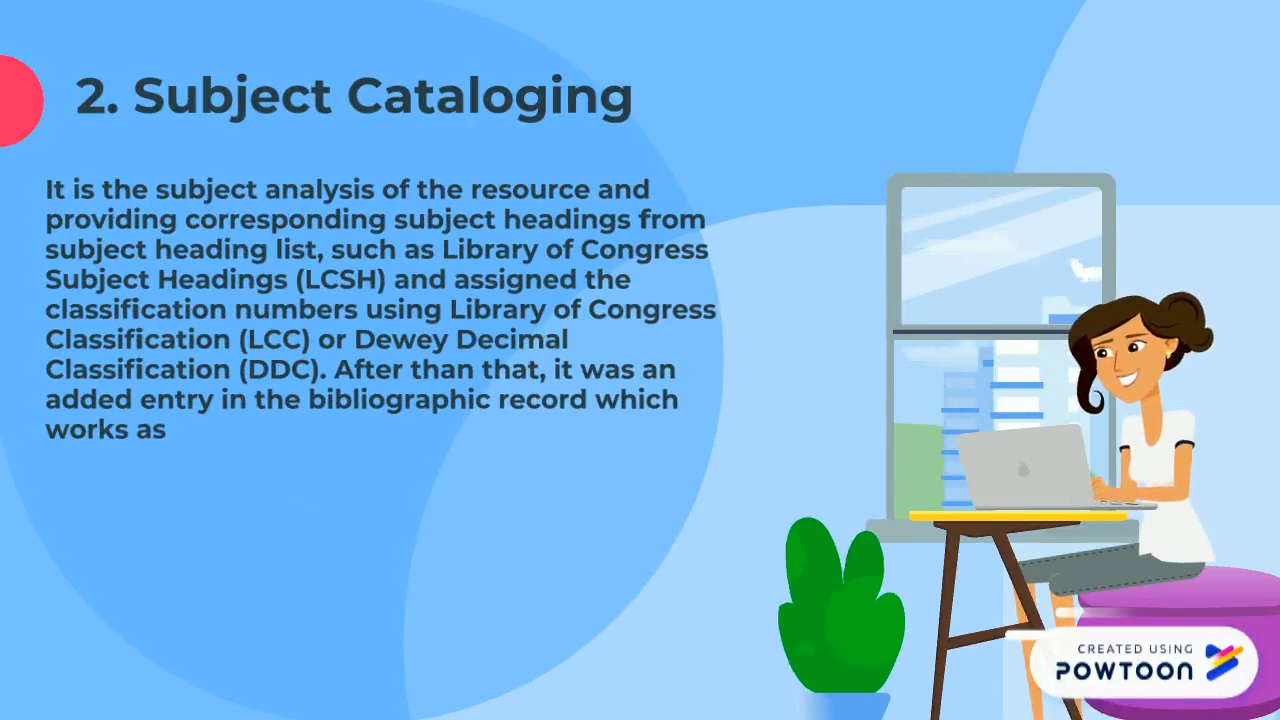 2. Subject Cataloging
It is the subject analysis of the resource and
providing corresponding subject headings from
subject heading list, such as Library of Congress
Subject Headings (LCSH) and assigned the
classification numbers using Library of Congress
Classification (LCC) or Dewey Decimal
Classification (DDC). After than that, it was an
added entry in the bibliographic record which
works as
CREATED USING
POWTOON